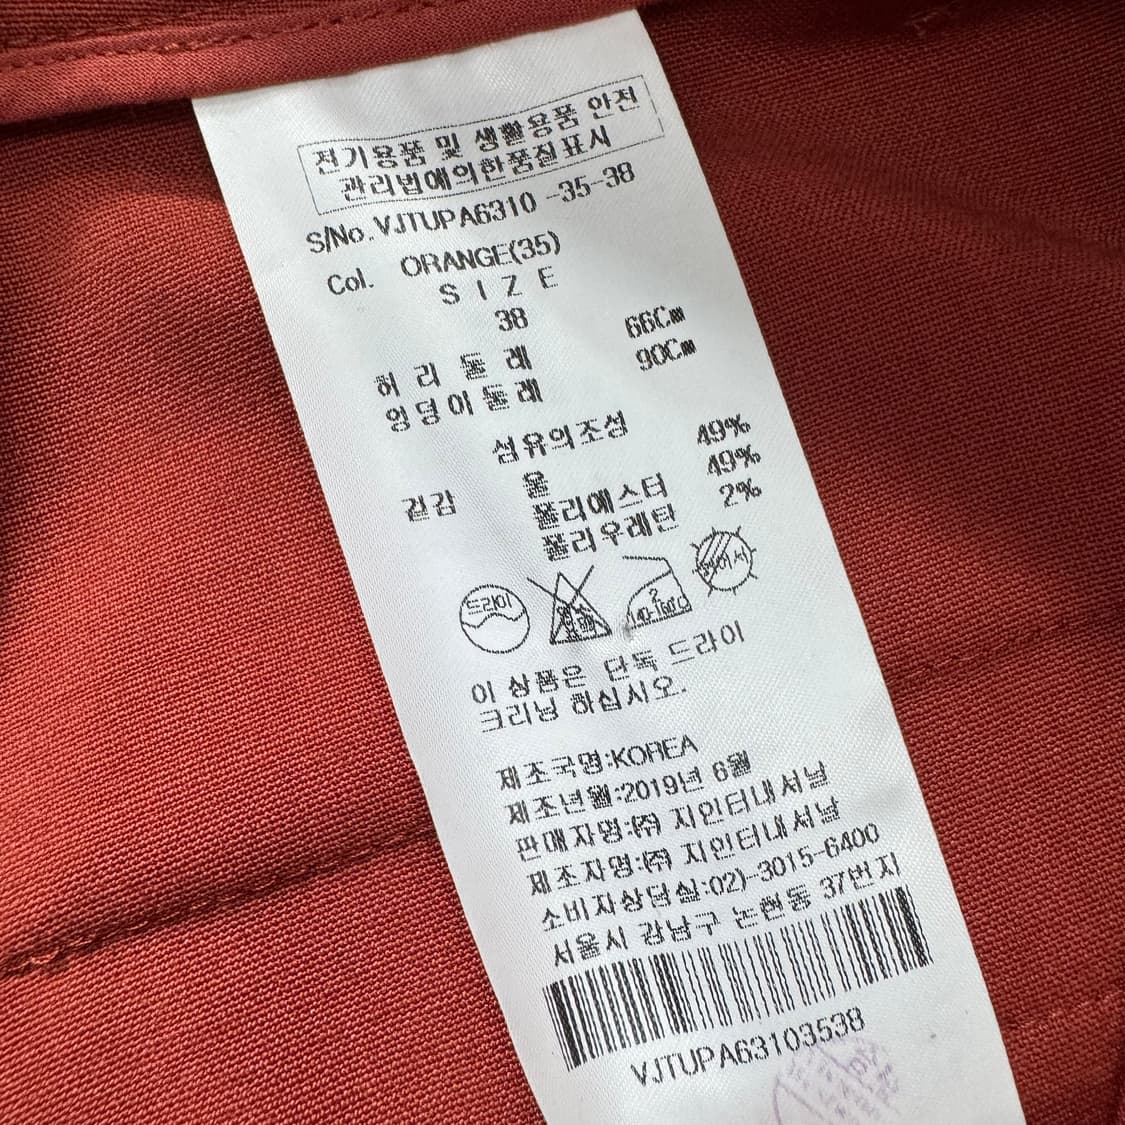 전기용품 및 생활용품 안전
관리법에의한품질표시
S/No.VJTUPA6310 -35-38
Col. ORANGE(35)
S I Z E
38
허 리 둘 레 66Cm
엉덩이둘레 90Cm
섬유의조성
겉감 울 49%
폴리에스터 49%
폴리우레탄 2%
드라이
2
140-160℃
이 상품은 단독 드라이
크리닝 하십시오.
제조국명:KOREA
제조년월:2019년 6월
판매자명:㈜ 지인터내셔날
제조자명:㈜ 지인터내셔날
소비자상담실:02)-3015-6400
서울시 강남구 논현동 37번지
VJTUPA63103538